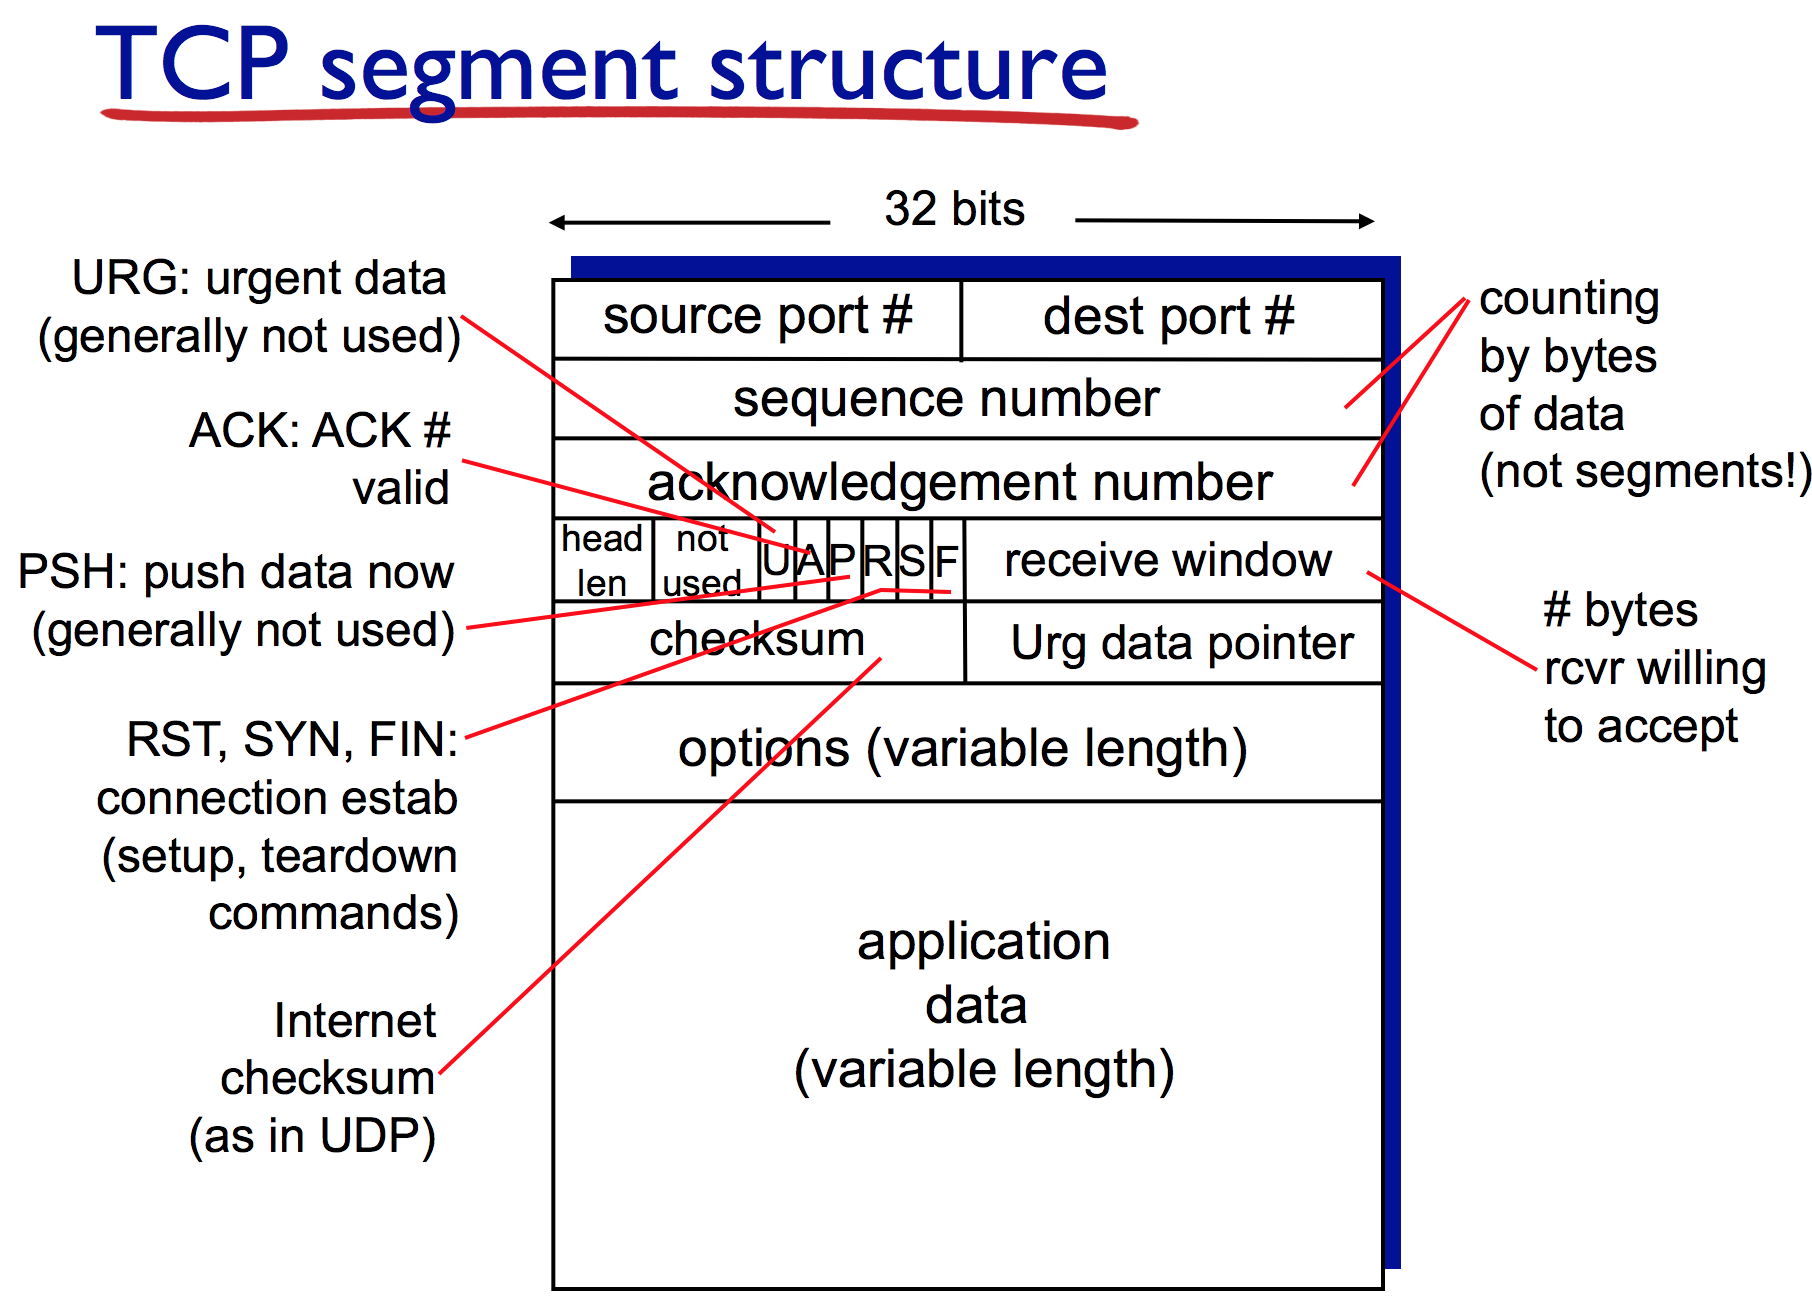 TCP segment structure
32 bits
URG: urgent data
(generally not used)
ACK: ACK #
valid
PSH: push data now
(generally not used)
RST, SYN, FIN:
connection estab
(setup, teardown
commands)
Internet
checksum
(as in UDP)
source port #
dest port #
sequence number
acknowledgement number
head
len
not
used
U
A
P
R
S
F
receive window
checksum
Urg data pointer
options (variable length)
application
data
(variable length)
counting
by bytes
of data
(not segments!)
# bytes
rcvr willing
to accept